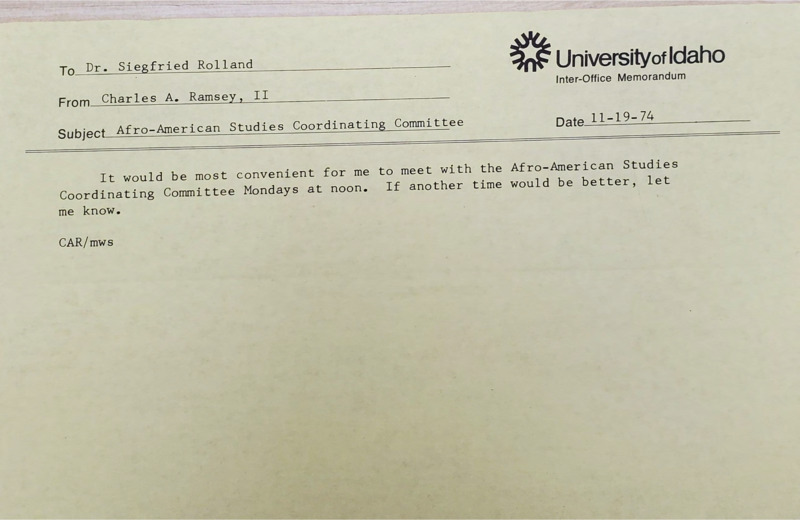 University of Idaho
Inter-Office Memorandum
To Dr. Siegfried Rolland
From Charles A. Ramsey, II
Subject Afro-American Studies Coordinating Committee
Date 11-19-74
It would be most convenient for me to meet with the Afro-American Studies
Coordinating Committee Mondays at noon. If another time would be better, let
me know.
CAR/mws